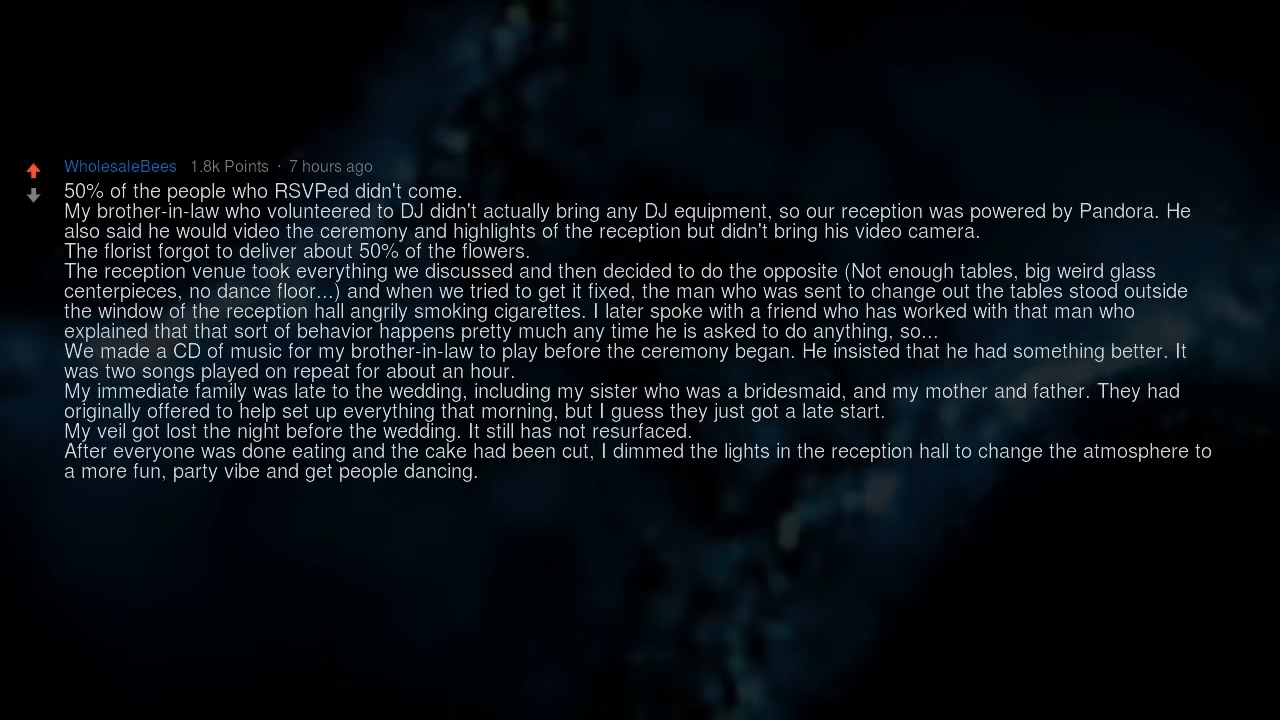 WholesaleBees 1.8k Points · 7 hours ago
50% of the people who RSVPed didn't come.
My brother-in-law who volunteered to DJ didn't actually bring any DJ equipment, so our reception was powered by Pandora. He
also said he would video the ceremony and highlights of the reception but didn't bring his video camera.
The florist forgot to deliver about 50% of the flowers.
The reception venue took everything we discussed and then decided to do the opposite (Not enough tables, big weird glass
centerpieces, no dance floor...) and when we tried to get it fixed, the man who was sent to change out the tables stood outside
the window of the reception hall angrily smoking cigarettes. I later spoke with a friend who has worked with that man who
explained that that sort of behavior happens pretty much any time he is asked to do anything, so...
We made a CD of music for my brother-in-law to play before the ceremony began. He insisted that he had something better. It
was two songs played on repeat for about an hour.
My immediate family was late to the wedding, including my sister who was a bridesmaid, and my mother and father. They had
originally offered to help set up everything that morning, but I guess they just got a late start.
My veil got lost the night before the wedding. It still has not resurfaced.
After everyone was done eating and the cake had been cut, I dimmed the lights in the reception hall to change the atmosphere to
a more fun, party vibe and get people dancing.